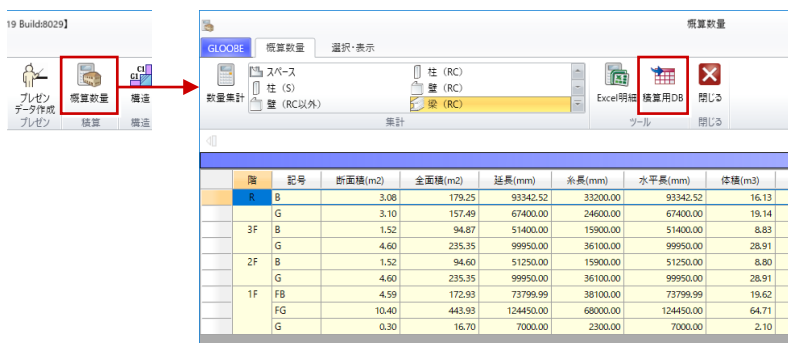 19 Build:8029】
プレゼン
データ作成
概算数量
構造
プレゼン
積算
構造
概算数量
GLOOBE
概算数量
選択・表示
数量集計
スペース
柱（S）
壁（RC以外）
柱（RC）
壁（RC）
梁（RC）
集計
Excel明細
積算用DB
ツール
閉じる
閉じる
階 記号 断面積(m2) 全面積(m2) 延長(mm) 糸長(mm) 水平長(mm) 体積(m3)
R B 3.08 179.25 93342.52 33200.00 93342.52 16.13
G 3.10 157.49 67400.00 24600.00 67400.00 19.14
3F B 1.52 94.87 51400.00 15900.00 51400.00 8.83
G 4.60 235.35 99950.00 36100.00 99950.00 28.91
2F B 1.52 94.60 51250.00 15900.00 51250.00 8.80
G 4.60 235.35 99950.00 36100.00 99950.00 28.91
1F FB 4.59 172.93 73799.99 38100.00 73799.99 19.62
FG 10.40 443.93 124450.00 68000.00 124450.00 64.71
G 0.30 16.70 7000.00 2300.00 7000.00 2.10